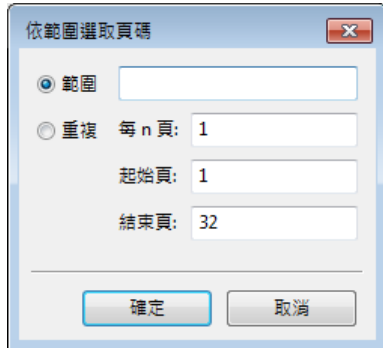 依範圍選取頁碼
範圍
重複 每 n 頁: 1
起始頁: 1
結束頁: 32
確定 取消